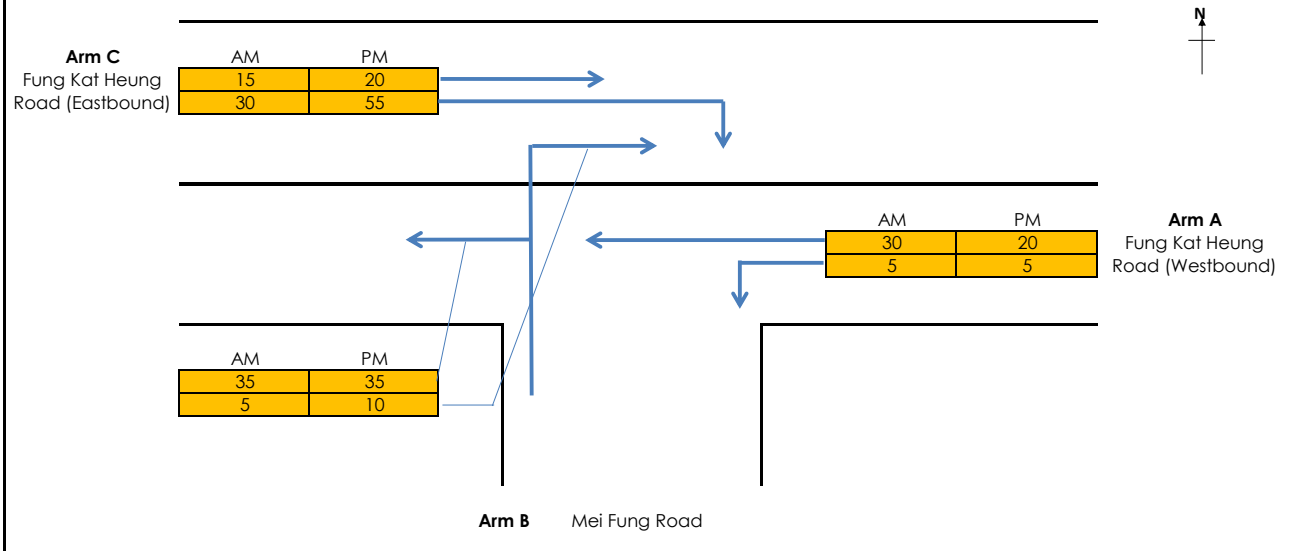 N
Arm C
Fung Kat Heung
Road (Eastbound)
AM PM
15 20
30 55
AM PM
30 20
5 5
Arm A
Fung Kat Heung
Road (Westbound)
AM PM
35 35
5 10
Arm B Mei Fung Road